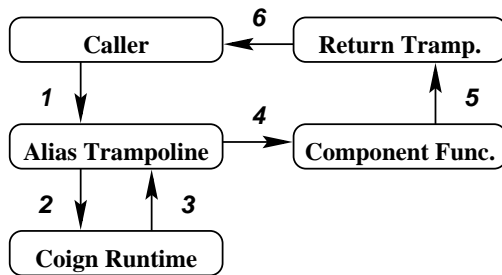 6
Caller
Return Tramp.
1
4
5
Alias Trampoline
Component Func.
2
3
Coign Runtime